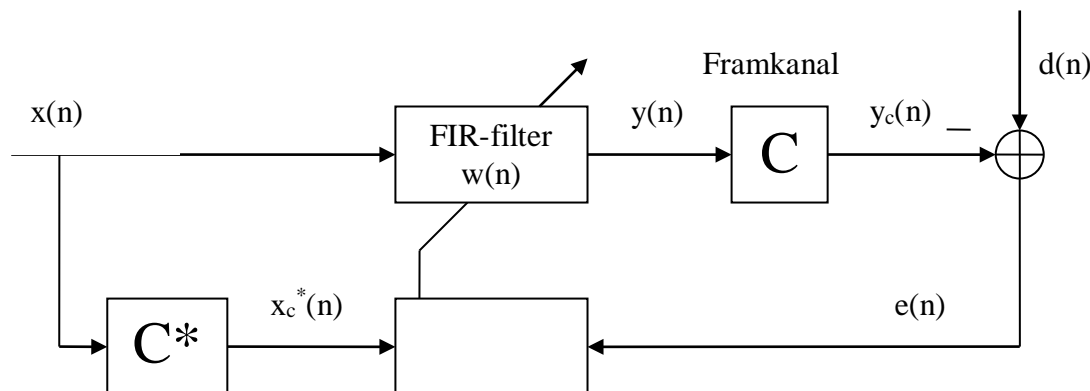 Framkanal
d(n)
x(n)
y(n)
y_c(n)
−
FIR-filter
w(n)
C
x_c^*(n)
e(n)
C*